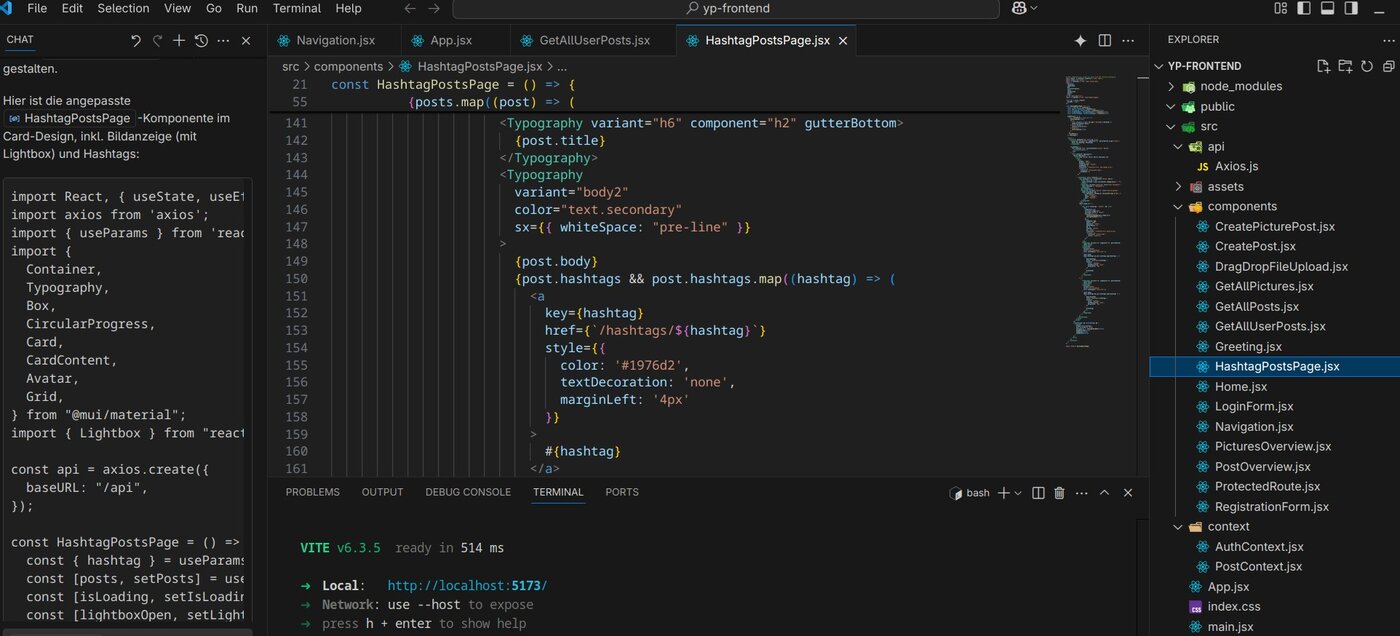 File Edit Selection View Go Run Terminal Help
yp-frontend
CHAT
gestalten.
Hier ist die angepasste
HashtagPostsPage -Komponente im
Card-Design, inkl. Bildanzeige (mit
Lightbox) und Hashtags:
import React, { useState, useEf
import axios from 'axios';
import { useParams } from 'reac
import {
Container,
Typography,
Box,
CircularProgress,
Card,
CardContent,
Avatar,
Grid,
} from "@mui/material";
import { Lightbox } from "react
const api = axios.create({
baseURL: "/api",
});
const HashtagPostsPage = () =>
const { hashtag } = useParams
const [posts, setPosts] = use
const [isLoading, setIsLoadin
const [lightboxOpen, setLight
Navigation.jsx
App.jsx
GetAllUserPosts.jsx
HashtagPostsPage.jsx
src > components > HashtagPostsPage.jsx > ...
21 const HashtagPostsPage = () => {
55 {posts.map((post) => (
141 <Typography variant="h6" component="h2" gutterBottom>
142 {post.title}
143 </Typography>
144 <Typography
145 variant="body2"
146 color="text.secondary"
147 sx={{ whiteSpace: "pre-line" }}
148 >
149 {post.body}
150 {post.hashtags && post.hashtags.map((hashtag) => (
151 <a
152 key={hashtag}
153 href={`/hashtags/${hashtag}`}
154 style={{
155 color: '#1976d2',
156 textDecoration: 'none',
157 marginLeft: '4px'
158 }}
159 >
160 #{hashtag}
161 </a>
PROBLEMS OUTPUT DEBUG CONSOLE TERMINAL PORTS
bash
VITE v6.3.5 ready in 514 ms
➜ Local: http://localhost:5173/
➜ Network: use --host to expose
➜ press h + enter to show help
EXPLORER
YP-FRONTEND
node_modules
public
src
api
JS Axios.js
assets
components
CreatePicturePost.jsx
CreatePost.jsx
DragDropFileUpload.jsx
GetAllPictures.jsx
GetAllPosts.jsx
GetAllUserPosts.jsx
Greeting.jsx
HashtagPostsPage.jsx
Home.jsx
LoginForm.jsx
Navigation.jsx
PicturesOverview.jsx
PostOverview.jsx
ProtectedRoute.jsx
RegistrationForm.jsx
context
AuthContext.jsx
PostContext.jsx
App.jsx
index.css
main.jsx